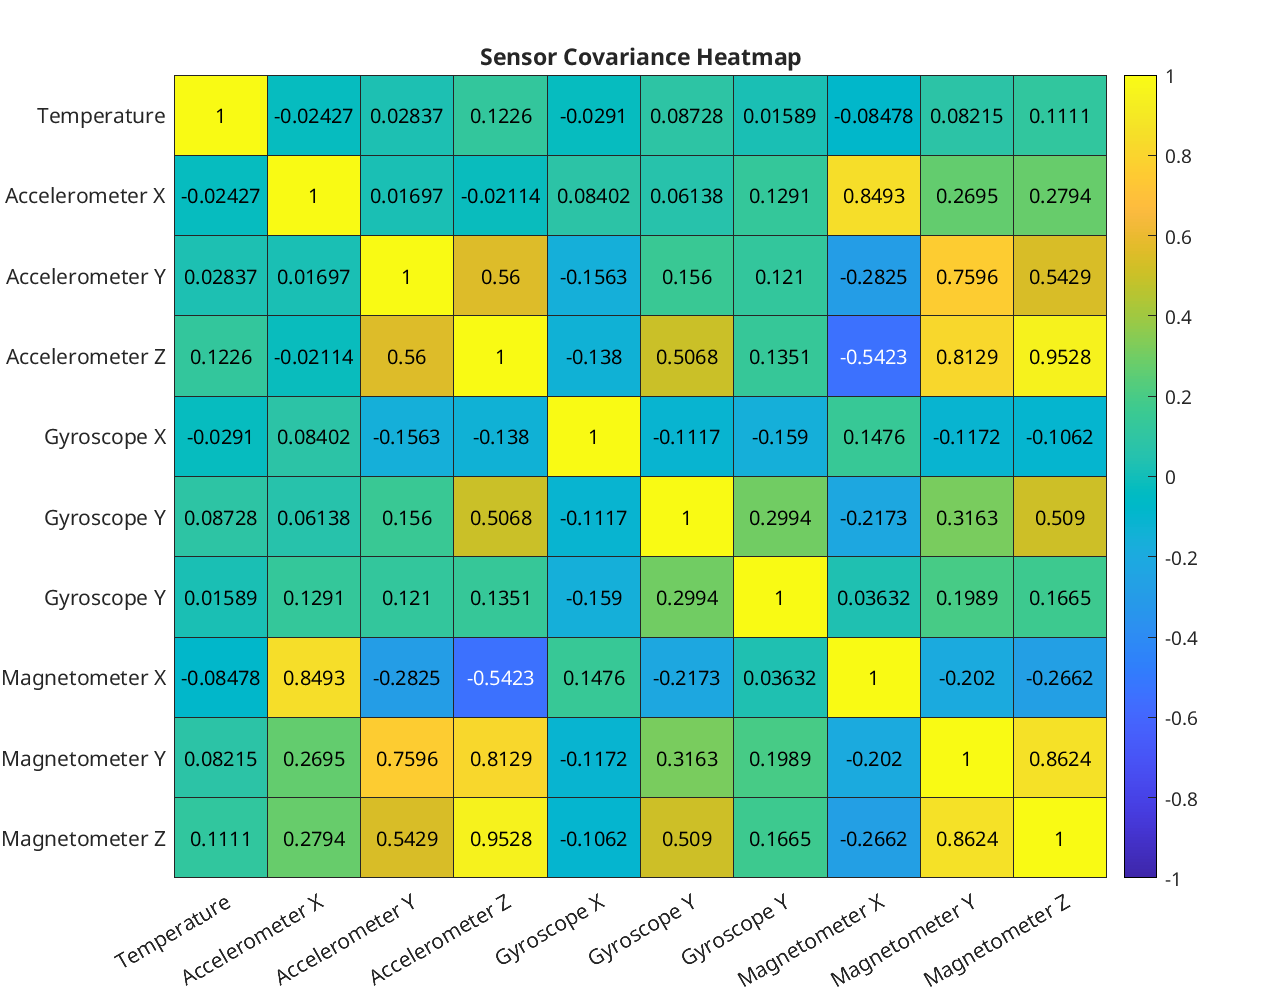 Sensor Covariance Heatmap
Temperature 1 -0.02427 0.02837 0.1226 -0.0291 0.08728 0.01589 -0.08478 0.08215 0.1111
Accelerometer X -0.02427 1 0.01697 -0.02114 0.08402 0.06138 0.1291 0.8493 0.2695 0.2794
Accelerometer Y 0.02837 0.01697 1 0.56 -0.1563 0.156 0.121 -0.2825 0.7596 0.5429
Accelerometer Z 0.1226 -0.02114 0.56 1 -0.138 0.5068 0.1351 -0.5423 0.8129 0.9528
Gyroscope X -0.0291 0.08402 -0.1563 -0.138 1 -0.1117 -0.159 0.1476 -0.1172 -0.1062
Gyroscope Y 0.08728 0.06138 0.156 0.5068 -0.1117 1 0.2994 -0.2173 0.3163 0.509
Gyroscope Y 0.01589 0.1291 0.121 0.1351 -0.159 0.2994 1 0.03632 0.1989 0.1665
Magnetometer X -0.08478 0.8493 -0.2825 -0.5423 0.1476 -0.2173 0.03632 1 -0.202 -0.2662
Magnetometer Y 0.08215 0.2695 0.7596 0.8129 -0.1172 0.3163 0.1989 -0.202 1 0.8624
Magnetometer Z 0.1111 0.2794 0.5429 0.9528 -0.1062 0.509 0.1665 -0.2662 0.8624 1
Temperature
Accelerometer X
Accelerometer Y
Accelerometer Z
Gyroscope X
Gyroscope Y
Gyroscope Y
Magnetometer X
Magnetometer Y
Magnetometer Z
1
0.8
0.6
0.4
0.2
0
-0.2
-0.4
-0.6
-0.8
-1